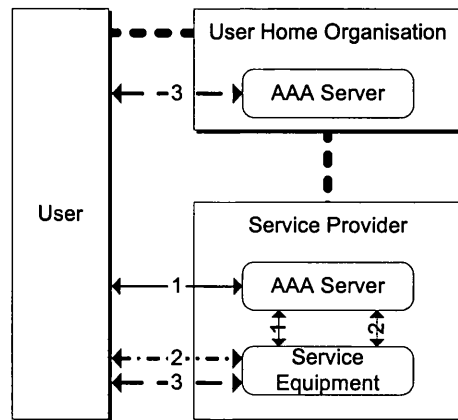 User Home Organisation
3
AAA Server
User
Service Provider
1
AAA Server
1
2
2
Service
Equipment
3